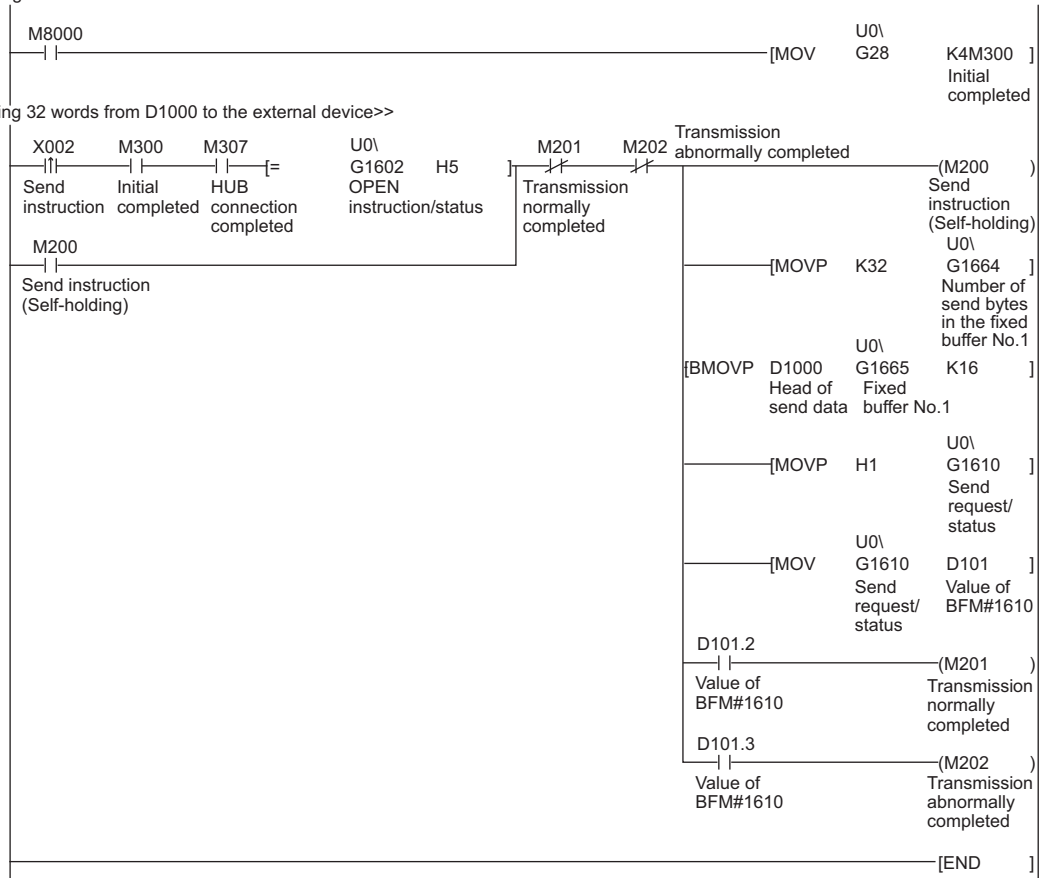 M8000
U0\
[MOV G28 K4M300 ]
Initial
completed
ing 32 words from D1000 to the external device>>
X002 M300 M307 [= U0\ G1602 H5 ] M201 M202 Transmission
abnormally completed
(M200 )
Send
instruction
Initial
completed
HUB
connection
completed
OPEN
instruction/status
Transmission
normally
completed
Send
instruction
(Self-holding)
M200
Send instruction
(Self-holding)
U0\
[MOVP K32 G1664 ]
Number of
send bytes
in the fixed
buffer No.1
U0\
[BMOVP D1000 G1665 K16 ]
Head of
send data
Fixed
buffer No.1
U0\
[MOVP H1 G1610 ]
Send
request/
status
U0\
[MOV G1610 D101 ]
Send
request/
status
Value of
BFM#1610
D101.2
(M201 )
Value of
BFM#1610
Transmission
normally
completed
D101.3
(M202 )
Value of
BFM#1610
Transmission
abnormally
completed
[END ]